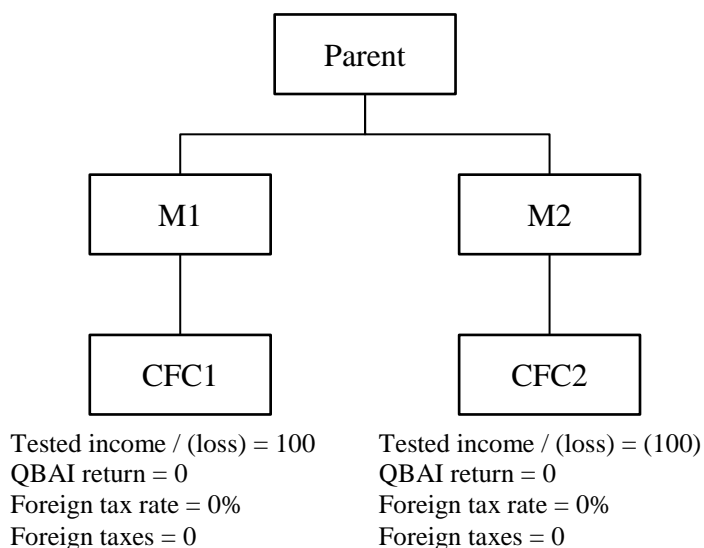 Parent
M1
M2
CFC1
CFC2
Tested income / (loss) = 100
QBAI return = 0
Foreign tax rate = 0%
Foreign taxes = 0
Tested income / (loss) = (100)
QBAI return = 0
Foreign tax rate = 0%
Foreign taxes = 0